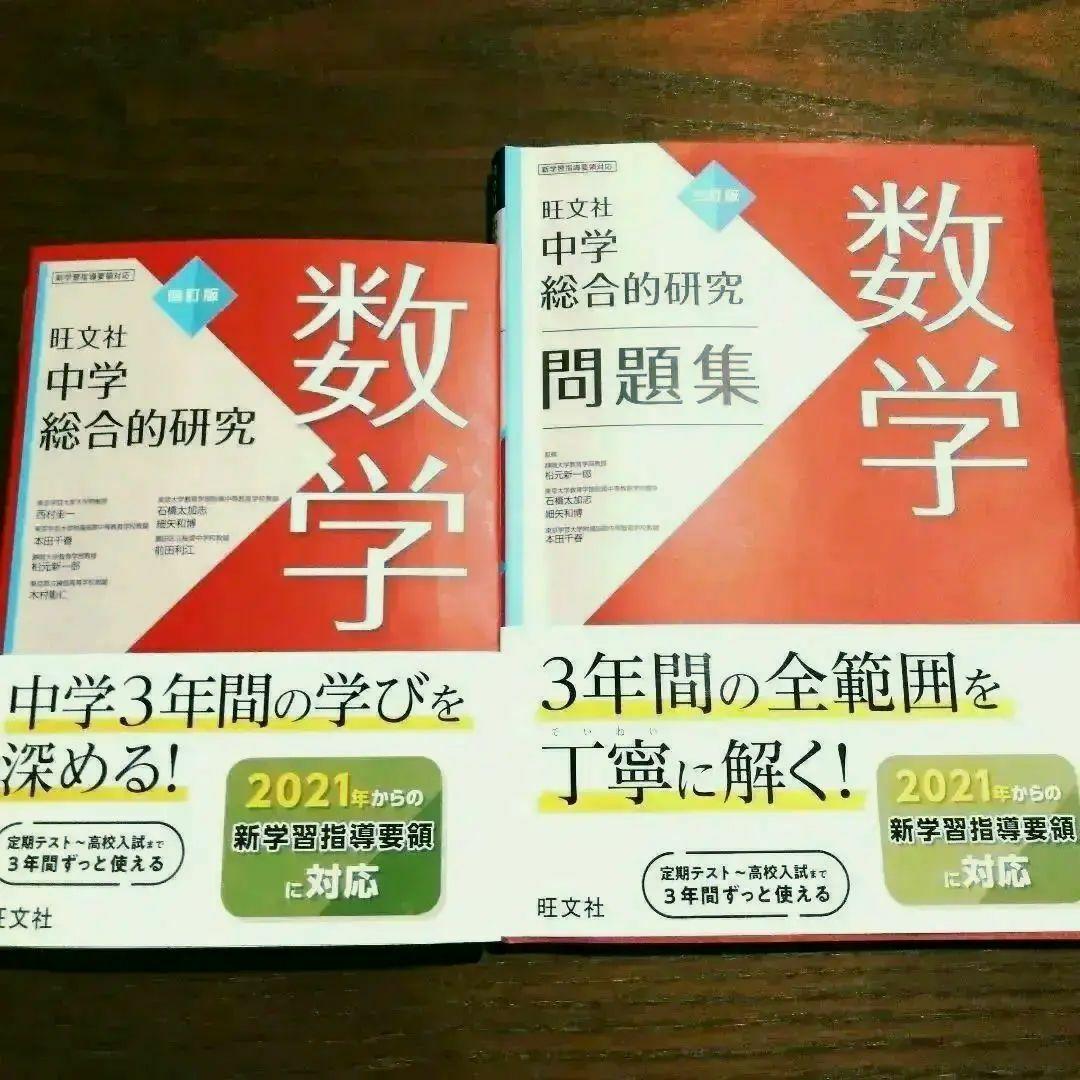 新学習指導要領対応
四訂版
旺文社
中学
総合的研究
数学
西村圭一
本田千春
松元新一郎
木村勘仁
石橋太加志
細矢和博
前田利江
中学3年間の学びを
深める!
2021年からの
新学習指導要領
に対応
定期テスト~高校入試まで
3年間ずっと使える
旺文社
新学習指導要領対応
三訂版
旺文社
中学
総合的研究
問題集
数学
監修
松元新一郎
石橋太加志
細矢和博
本田千春
3年間の全範囲を
ていねい
丁寧に解く!
2021年からの
新学習指導要領
に対応
定期テスト~高校入試まで
3年間ずっと使える
旺文社